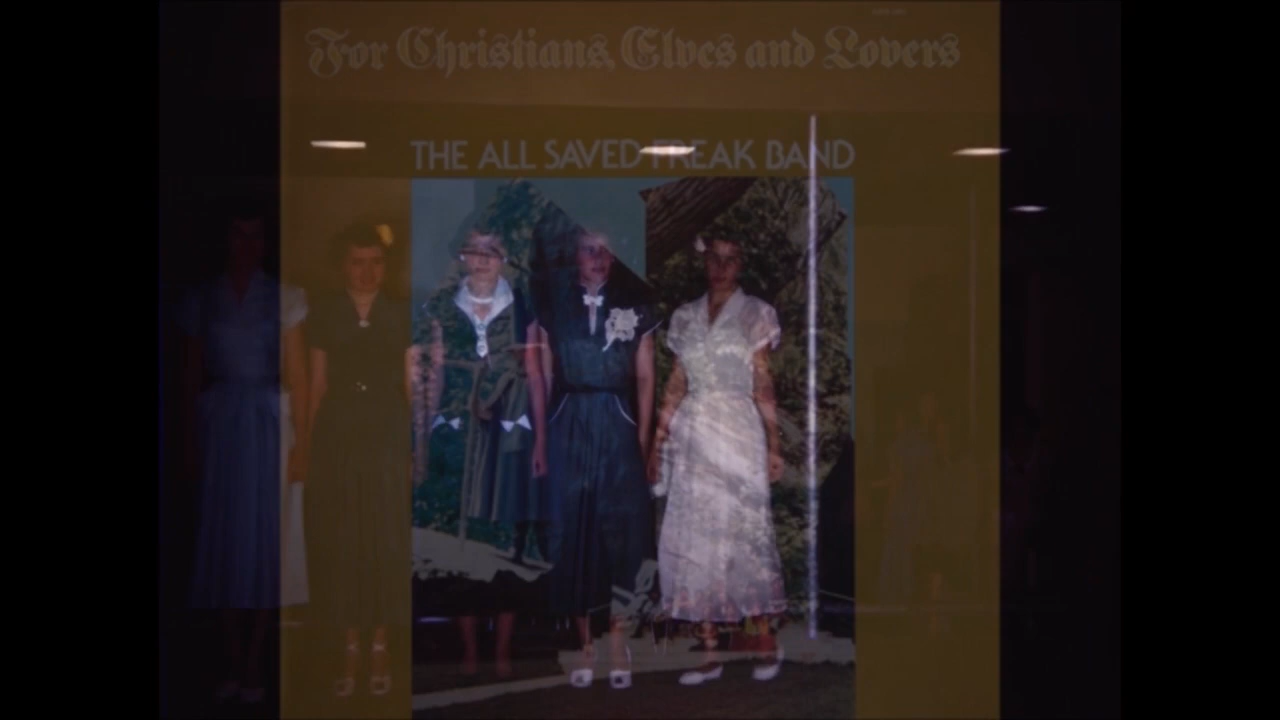 For Christians, Elves and Lovers
THE ALL SAVED FREAK BAND